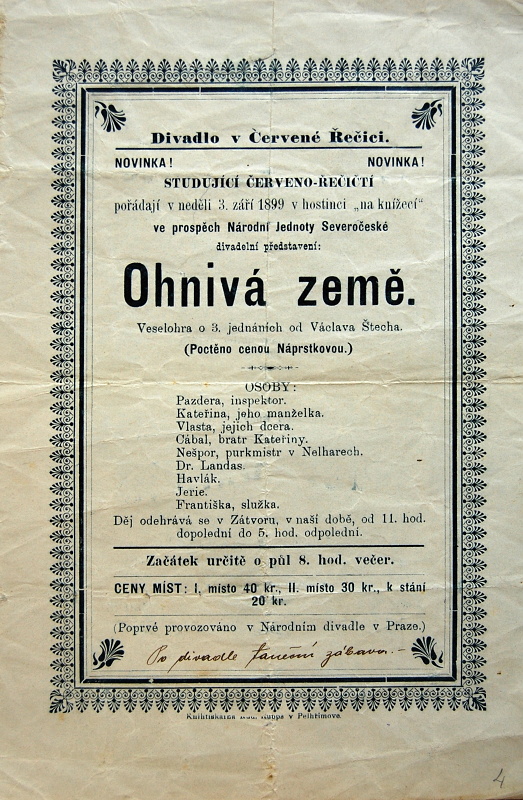 Divadlo v Červené Řečici.
NOVINKA! NOVINKA!
STUDUJÍCÍ ČERVENO-ŘEČIČTÍ
pořádají v neděli 3. září 1899 v hostinci „na knížecí“
ve prospěch Národní Jednoty Severočeské
divadelní představení:
Ohnivá země.
Veselohra o 3. jednáních od Václava Štecha.
(Poctěno cenou Náprstkovou.)
OSOBY:
Pazdera, inspektor.
Kateřina, jeho manželka.
Vlasta, jejich dcera.
Cábal, bratr Kateřiny.
Nešpor, purkmistr v Nelharech.
Dr. Landas.
Havlák.
Jerie.
Františka, služka.
Děj odehrává se v Zátvoru, v naší době, od 11. hod.
dopolední do 5. hod. odpolední.
Začátek určitě o půl 8. hod. večer.
CENY MÍST: I. místo 40 kr., II. místo 30 kr., k stání
20 kr.
(Poprvé provozováno v Národním divadle v Praze.)
Po divadle taneční zábava.-
Knihtiskárna v Pelhřimově.
4